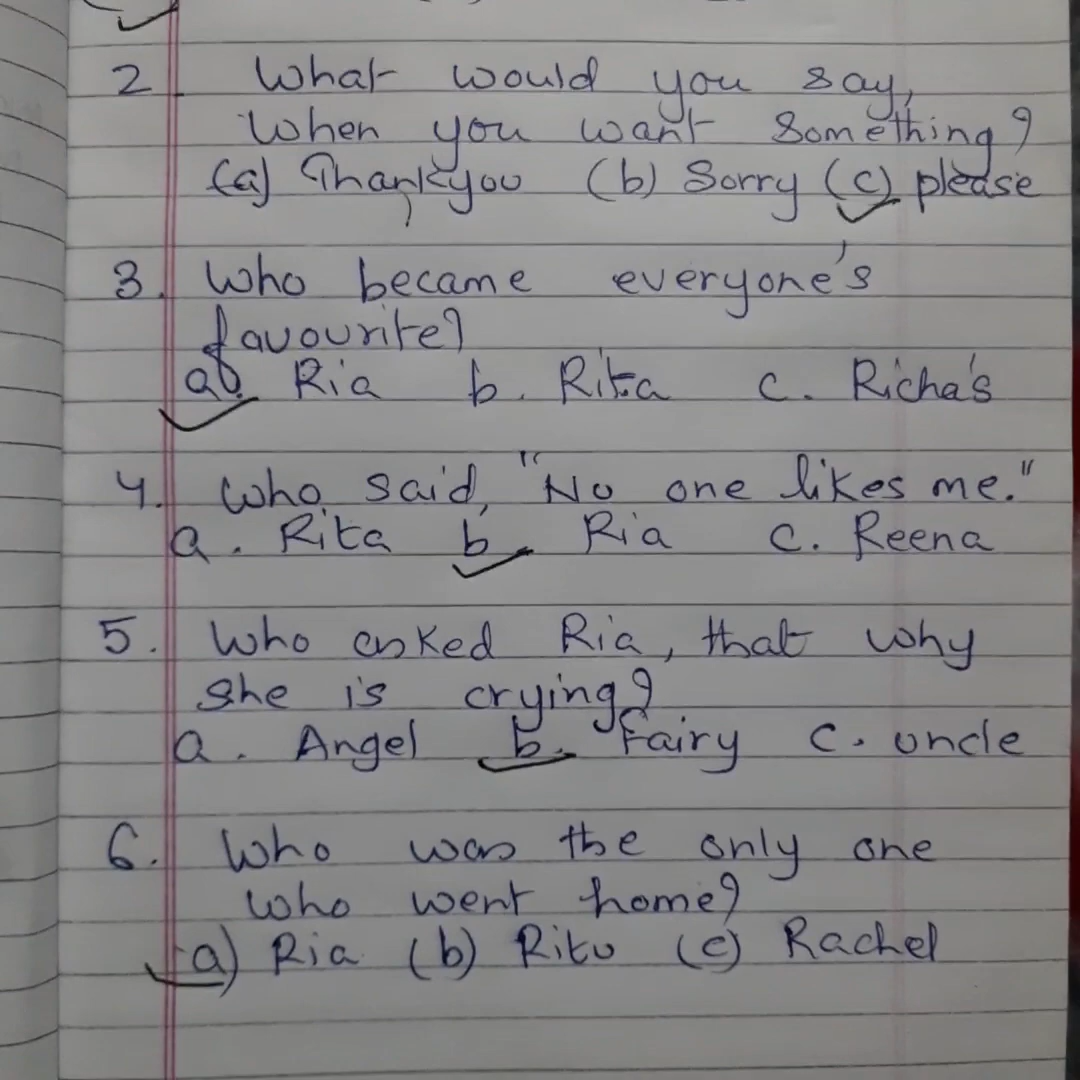 2. What would you say,
When you want Something?
(a) Thankyou (b) Sorry (c) please
3. Who became everyone's
favourite?
a. Ria b. Rita c. Richa's
4. Who said, "No one likes me."
a. Rita b. Ria c. Reena
5. Who asked Ria, that why
she is crying?
a. Angel b. Fairy c. uncle
6. Who was the only one
who went home?
a) Ria (b) Ritu (c) Rachel